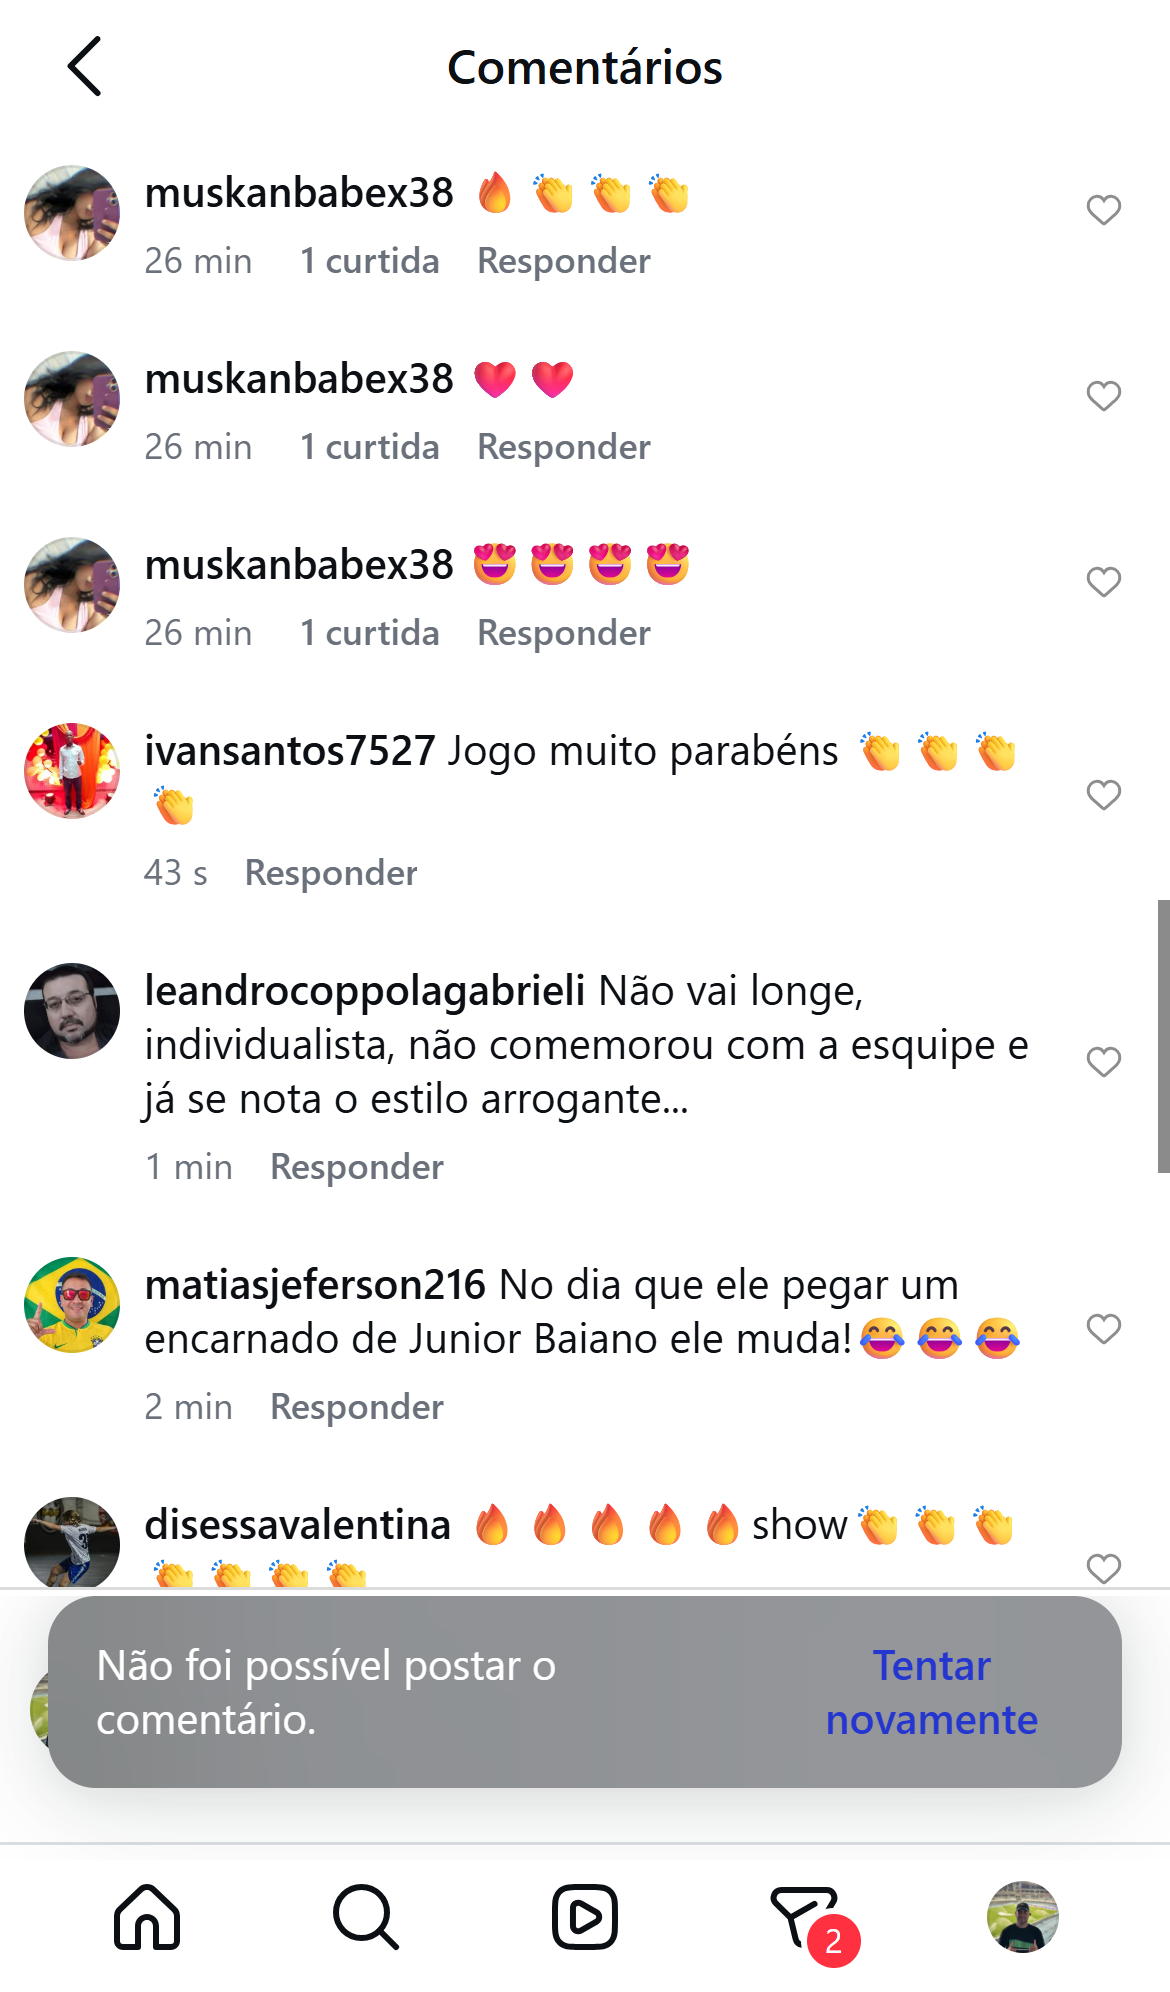 Comentários
muskanbabex38 🔥👏👏👏
26 min 1 curtida Responder
muskanbabex38 ❤️❤️
26 min 1 curtida Responder
muskanbabex38 😍😍😍😍
26 min 1 curtida Responder
ivansantos7527 Jogo muito parabéns 👏👏👏
👏
43 s Responder
leandrocoppolagabrieli Não vai longe,
individualista, não comemorou com a esquipe e
já se nota o estilo arrogante...
1 min Responder
matiasjeferson216 No dia que ele pegar um
encarnado de Junior Baiano ele muda!😂😂😂
2 min Responder
disessavalentina 🔥🔥🔥🔥🔥show👏👏👏
👏👏👏👏
Não foi possível postar o
comentário.
Tentar
novamente
2